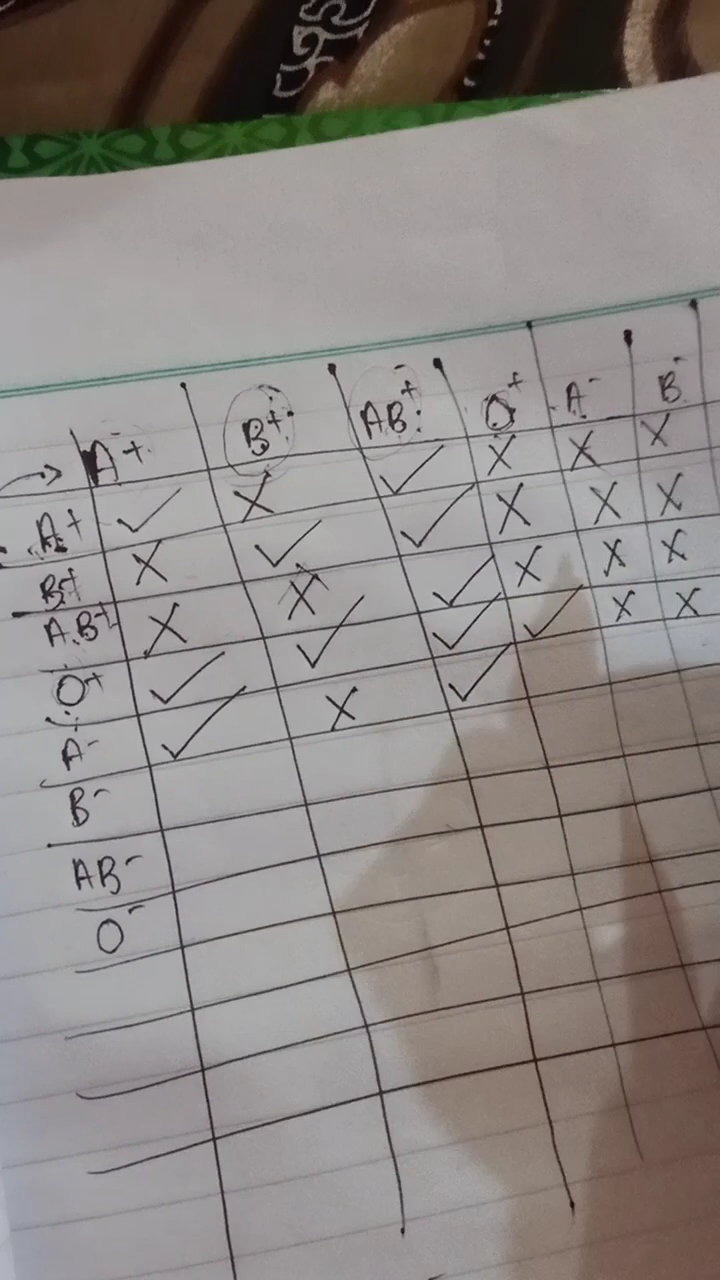 A+ B+ AB+ O+ A- B-
A+ ✓ X ✓ X X X
B+ X ✓ ✓ X X X
AB+ X X ✓ X X X
O+ ✓ ✓ ✓ ✓ X X
A- ✓ X ✓
B-
AB-
O-